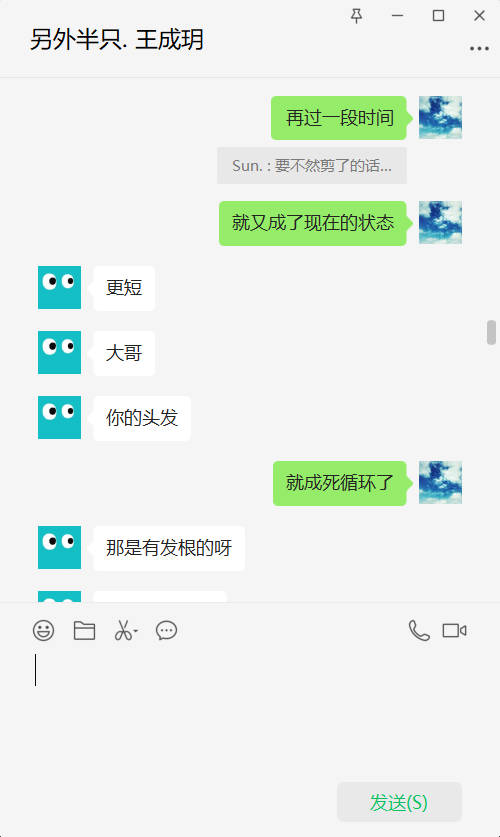 另外半只. 王成玥
再过一段时间
Sun. : 要不然剪了的话...
就又成了现在的状态
更短
大哥
你的头发
就成死循环了
那是有发根的呀
发送(S)